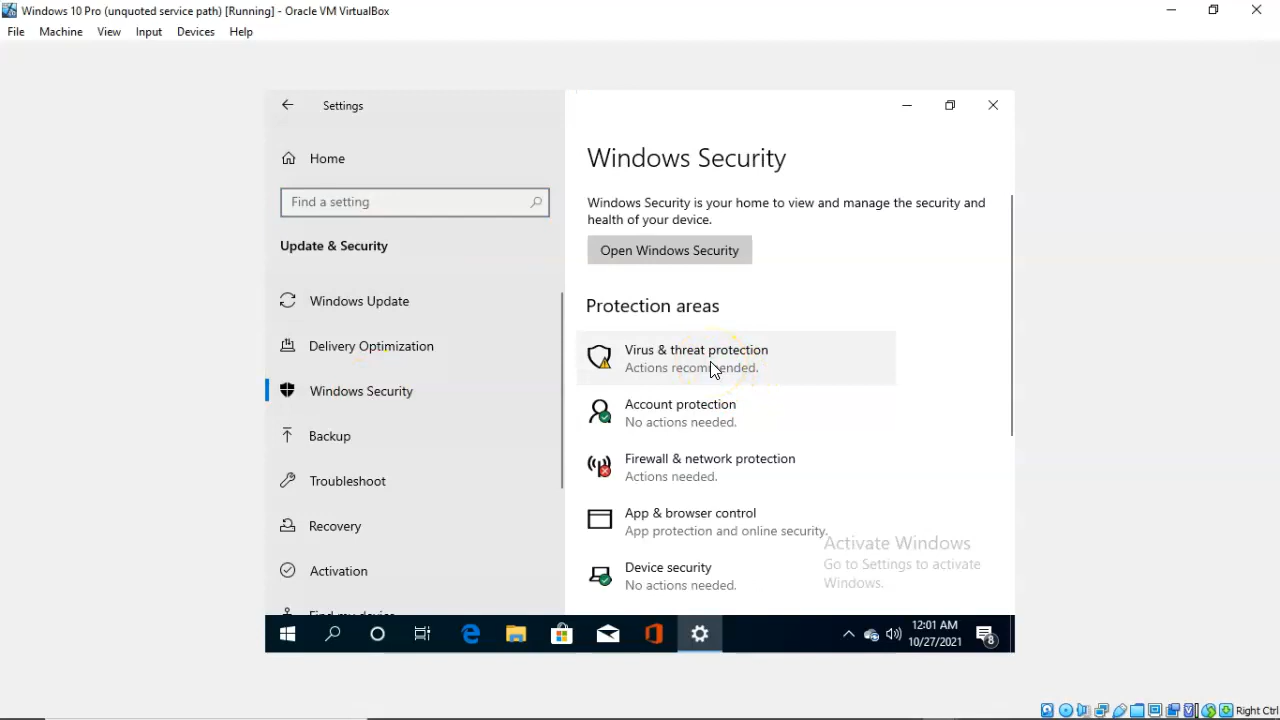 Windows 10 Pro (unquoted service path) [Running] - Oracle VM VirtualBox
File Machine View Input Devices Help
Settings
Home
Find a setting
Update & Security
Windows Update
Delivery Optimization
Windows Security
Backup
Troubleshoot
Recovery
Activation
Find my device
Windows Security
Windows Security is your home to view and manage the security and
health of your device.
Open Windows Security
Protection areas
Virus & threat protection
Actions recommended.
Account protection
No actions needed.
Firewall & network protection
Actions needed.
App & browser control
App protection and online security.
Device security
No actions needed.
Activate Windows
Go to Settings to activate
Windows.
12:01 AM
10/27/2021
8
Right Ctrl